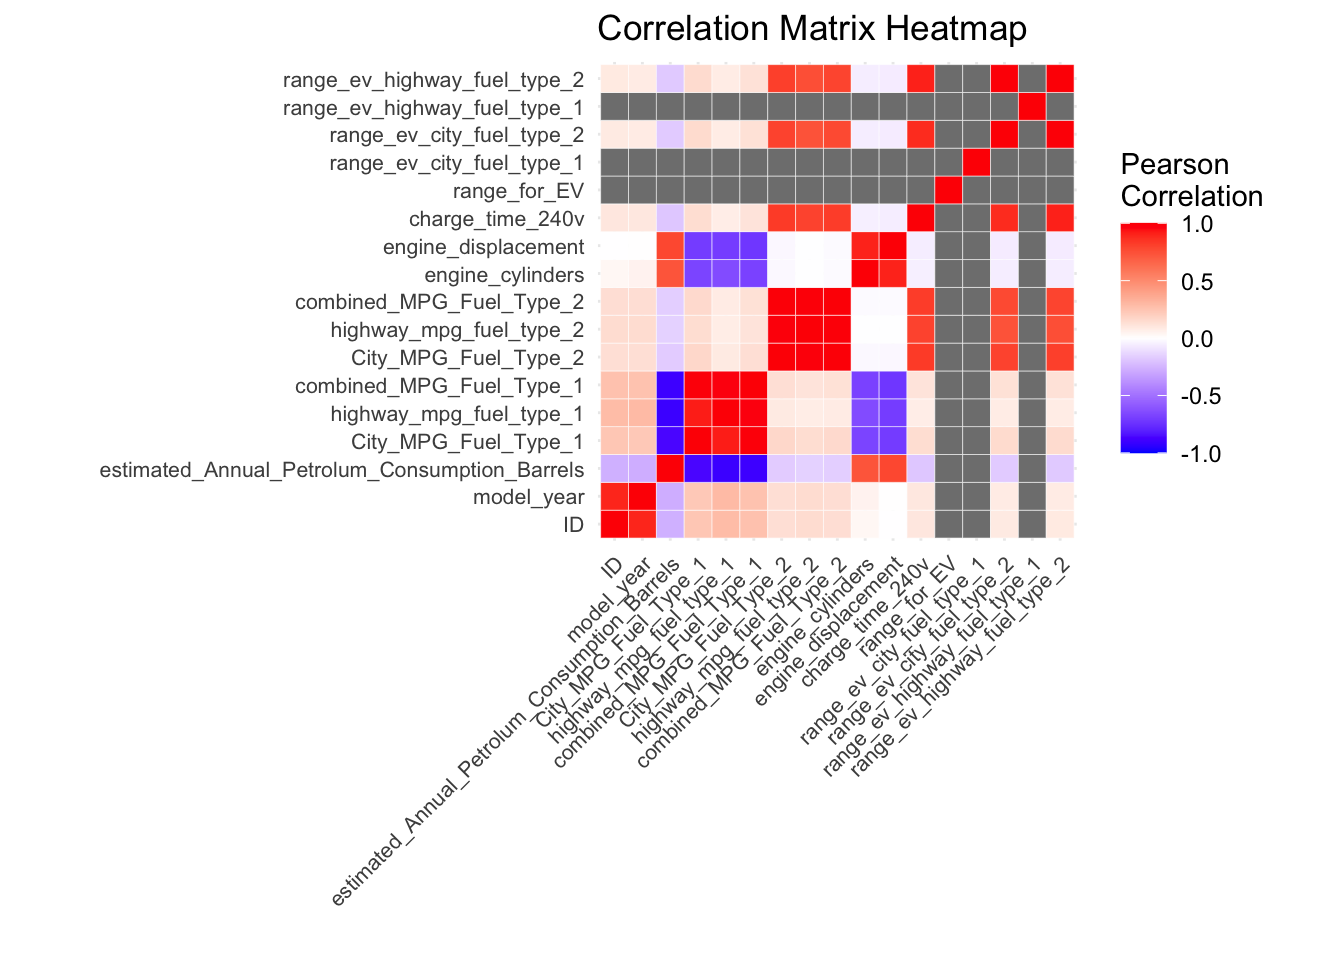 Correlation Matrix Heatmap
range_ev_highway_fuel_type_2
range_ev_highway_fuel_type_1
range_ev_city_fuel_type_2
range_ev_city_fuel_type_1
range_for_EV
charge_time_240v
engine_displacement
engine_cylinders
combined_MPG_Fuel_Type_2
highway_mpg_fuel_type_2
City_MPG_Fuel_Type_2
combined_MPG_Fuel_Type_1
highway_mpg_fuel_type_1
City_MPG_Fuel_Type_1
estimated_Annual_Petrolum_Consumption_Barrels
model_year
ID
ID
model_year
estimated_Annual_Petrolum_Consumption_Barrels
City_MPG_Fuel_Type_1
highway_mpg_fuel_type_1
combined_MPG_Fuel_Type_1
City_MPG_Fuel_Type_2
highway_mpg_fuel_type_2
combined_MPG_Fuel_Type_2
engine_cylinders
engine_displacement
charge_time_240v
range_for_EV
range_ev_city_fuel_type_1
range_ev_city_fuel_type_2
range_ev_highway_fuel_type_1
range_ev_highway_fuel_type_2
Pearson
Correlation
1.0
0.5
0.0
-0.5
-1.0